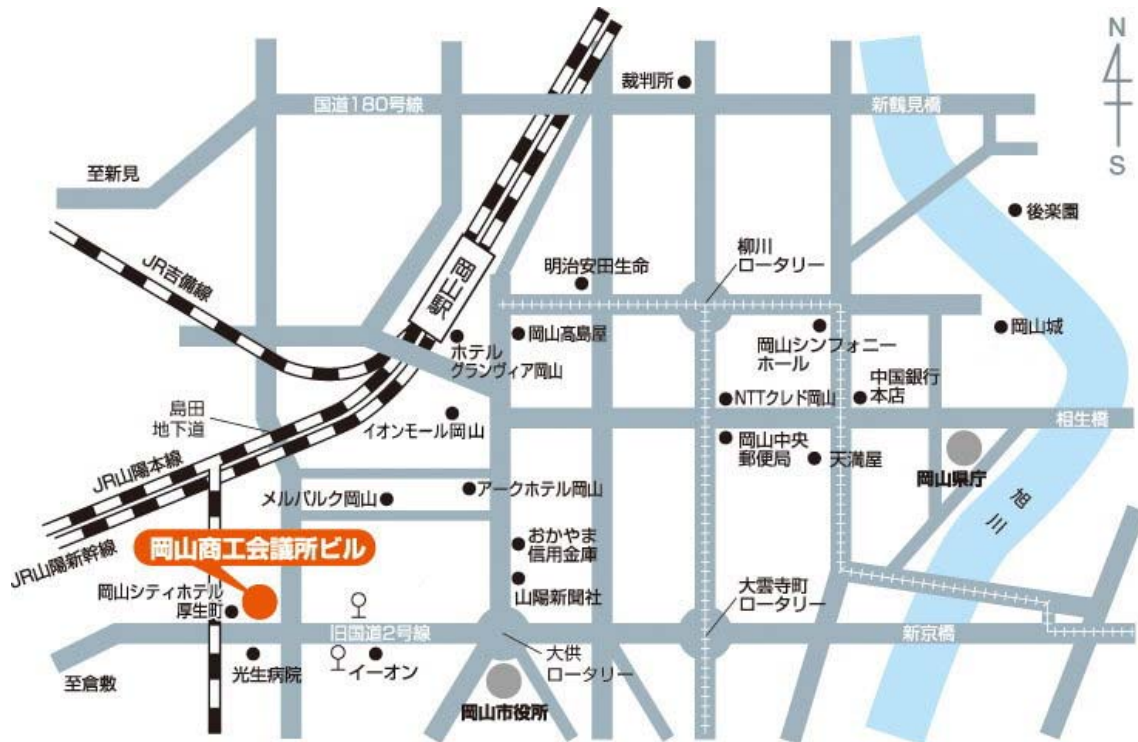 N
S
裁判所
国道180号線
新鶴見橋
至新見
後楽園
JR吉備線
岡山駅
明治安田生命
柳川
ロータリー
岡山高島屋
ホテル
グランヴィア岡山
岡山シンフォニー
ホール
岡山城
中国銀行
本店
NTTクレド岡山
島田
地下道
イオンモール岡山
相生橋
岡山中央
郵便局
天満屋
岡山県庁
JR山陽本線
メルパルク岡山
アークホテル岡山
旭川
JR山陽新幹線
岡山商工会議所ビル
おかやま
信用金庫
岡山シティホテル
厚生町
山陽新聞社
大雲寺町
ロータリー
旧国道2号線
新京橋
至倉敷
光生病院
イーオン
大供
ロータリー
岡山市役所